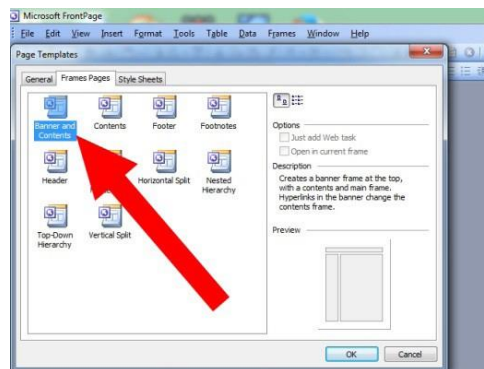 Microsoft FrontPage
File Edit View Insert Format Tools Table Data Frames Window Help
Page Templates
General Frames Pages Style Sheets
Banner and
Contents
Contents
Footer
Footnotes
Header
Horizontal Split
Nested
Hierarchy
Top-Down
Hierarchy
Vertical Split
Options
Just add Web task
Open in current frame
Description
Creates a banner frame at the top,
with a contents and main frame.
Hyperlinks in the banner change the
contents frame.
Preview
OK Cancel